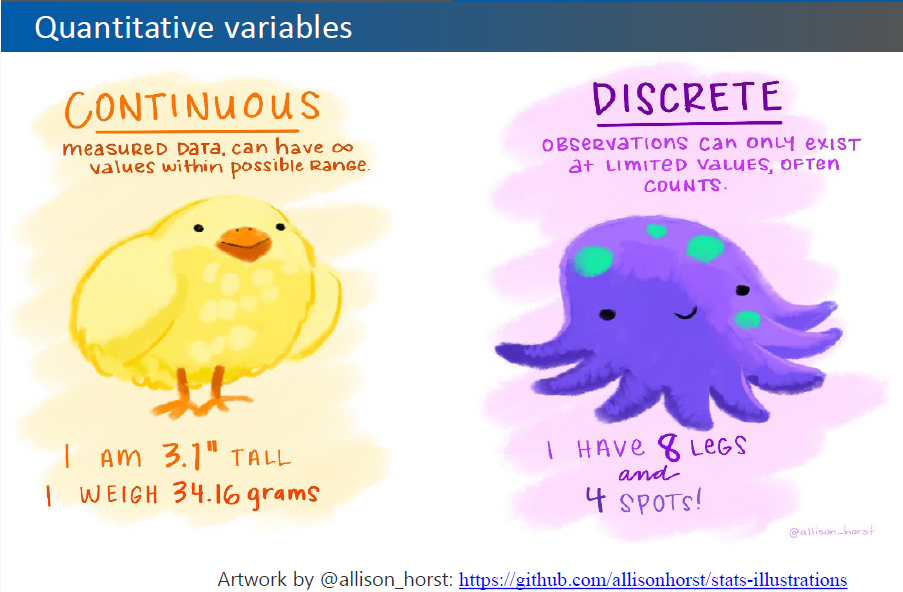 Quantitative variables
CONTINUOUS
measured data, can have ∞
values within possible range.
I AM 3.1" TALL
I WEIGH 34.16 grams
DISCRETE
OBSERVATIONS can only exist
at limited values, often
counts.
I HAVE 8 LEGS
and
4 SPOTS!
@allison_horst
Artwork by @allison_horst: https://github.com/allisonhorst/stats-illustrations